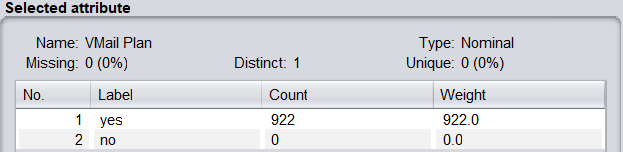 Selected attribute
Name: VMail Plan Type: Nominal
Missing: 0 (0%) Distinct: 1 Unique: 0 (0%)
No. Label Count Weight
1 yes 922 922.0
2 no 0 0.0